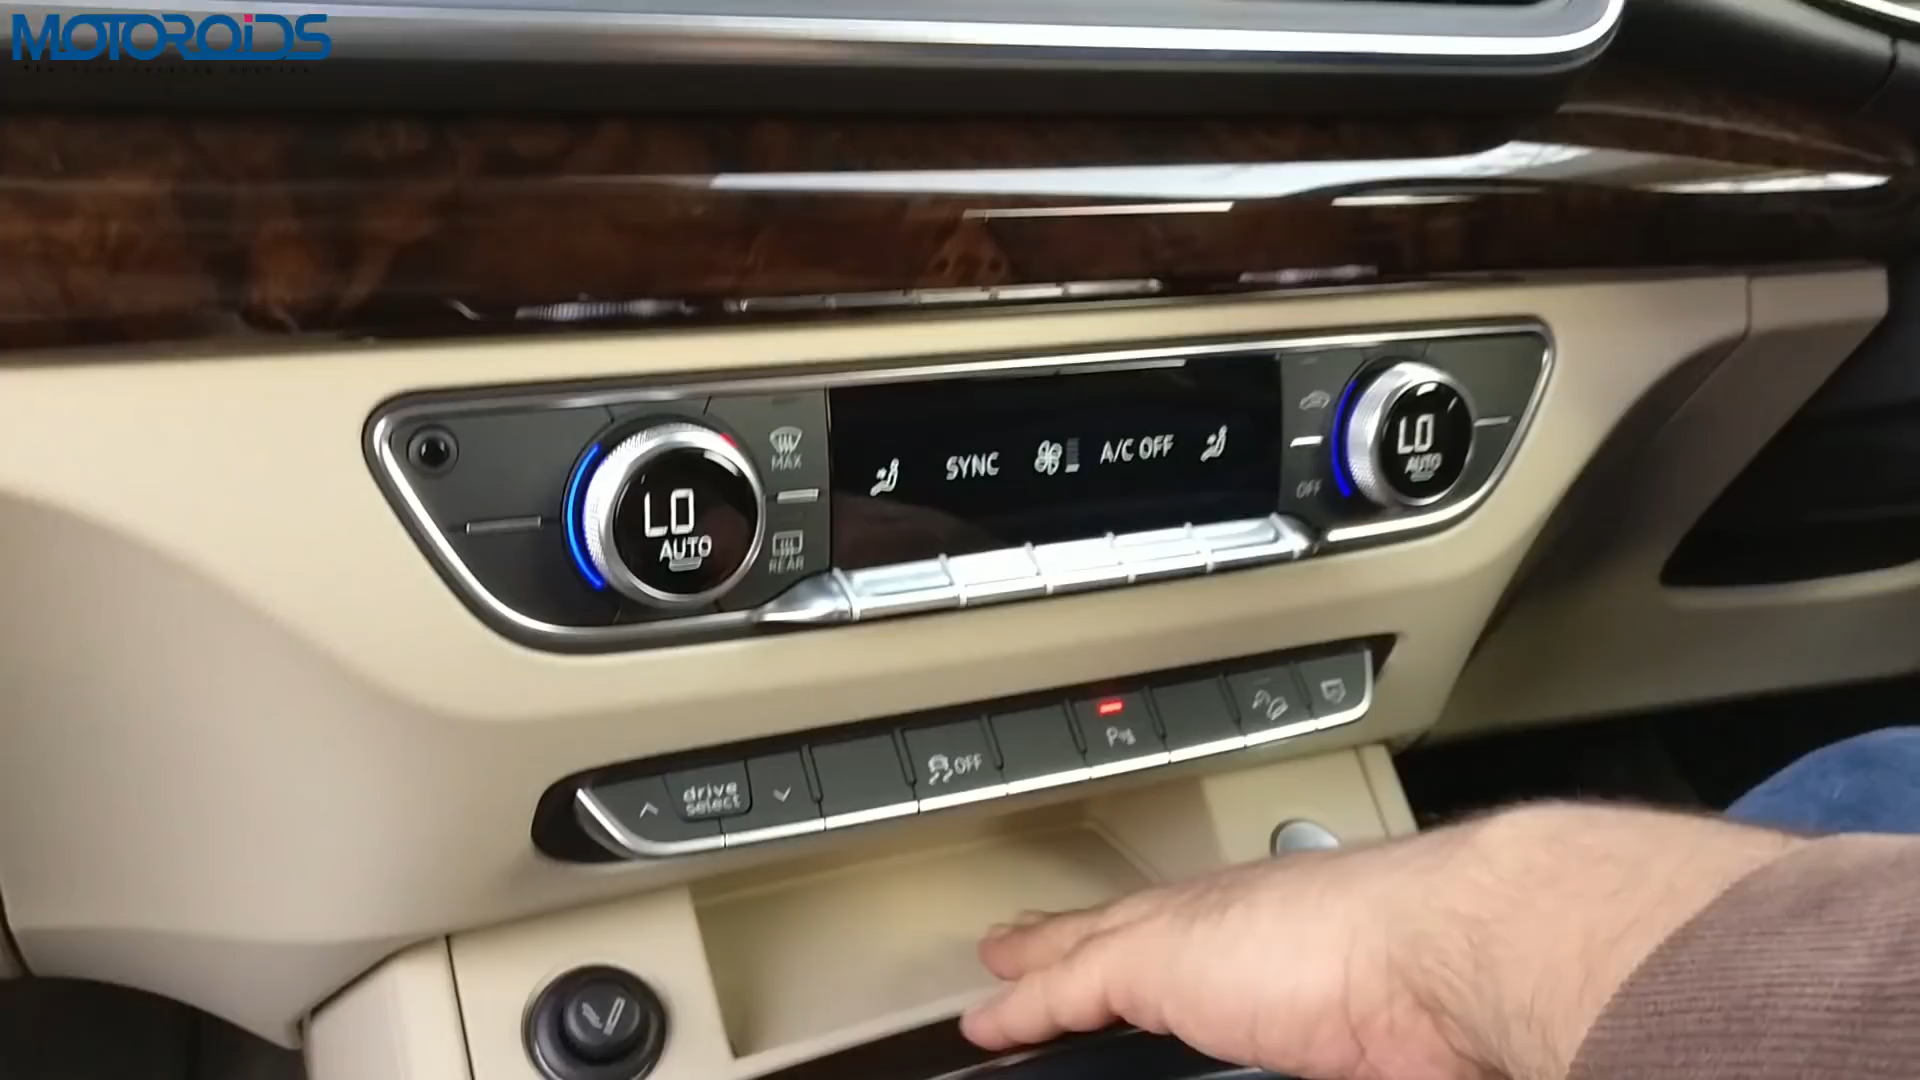 MOTOROIDS
LO
AUTO
MAX
REAR
SYNC
A/C OFF
OFF
LO
AUTO
drive
select
OFF